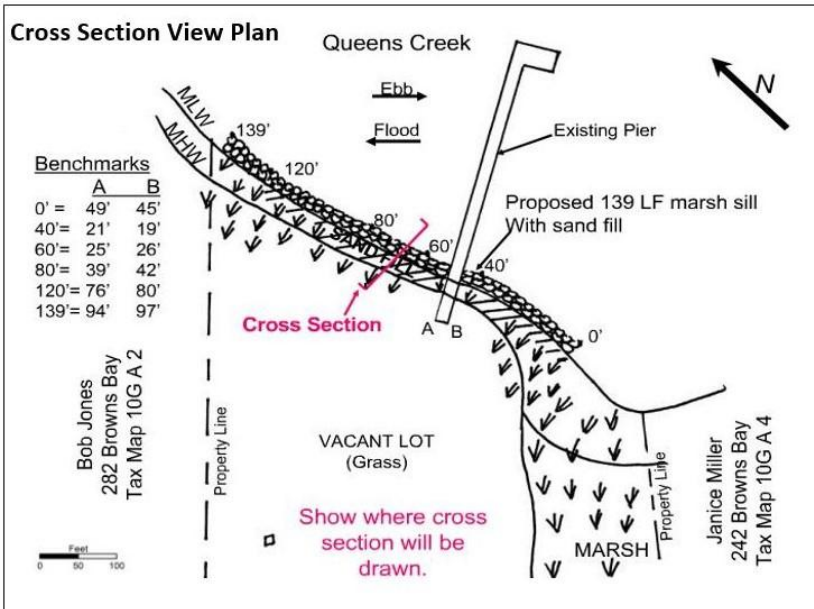 Cross Section View Plan
Queens Creek
N
Ebb
Flood
Existing Pier
MLW
MHW
139'
120'
80'
60'
40'
0'
Benchmarks
A B
0' = 49' 45'
40'= 21' 19'
60'= 25' 26'
80'= 39' 42'
120'= 76' 80'
139'= 94' 97'
Proposed 139 LF marsh sill
With sand fill
SAND
Cross Section
A B
Bob Jones
282 Browns Bay
Tax Map 10G A 2
Property Line
VACANT LOT
(Grass)
Show where cross
section will be
drawn.
MARSH
Property Line
Janice Miller
242 Browns Bay
Tax Map 10G A 4
Feet
0 50 100